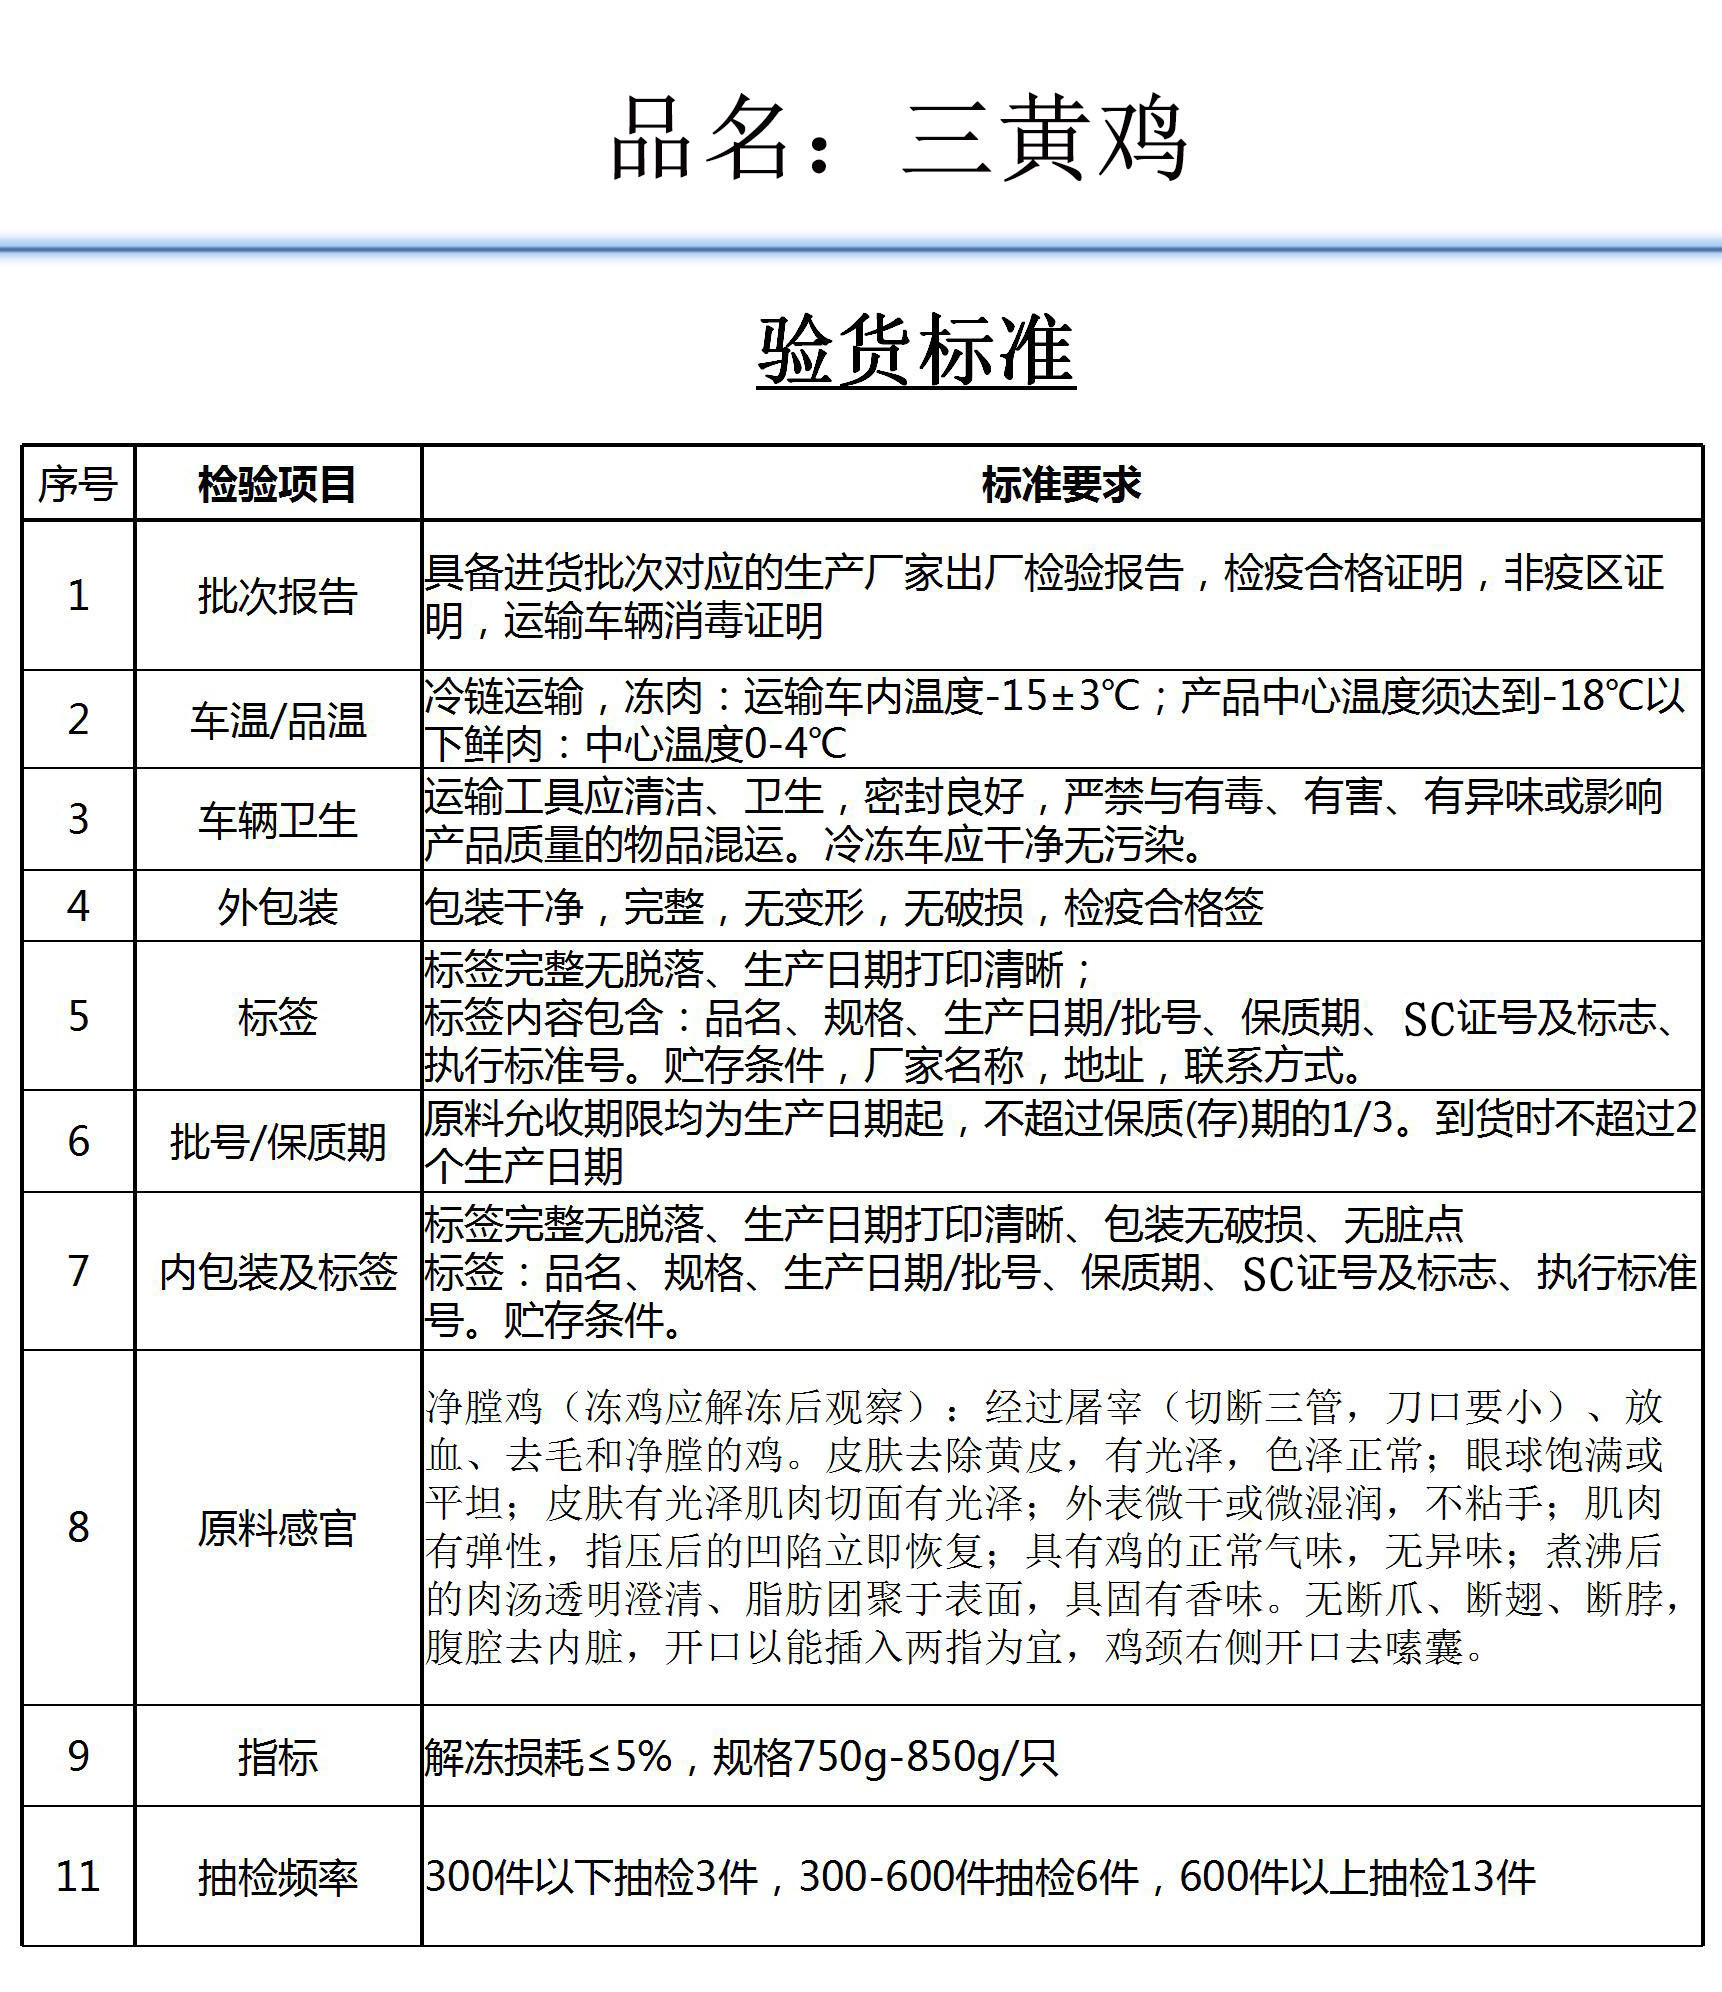 品名：三黄鸡
验货标准
序号 检验项目 标准要求
1 批次报告 具备进货批次对应的生产厂家出厂检验报告，检疫合格证明，非疫区证
明，运输车辆消毒证明
2 车温/品温 冷链运输，冻肉：运输车内温度-15±3℃；产品中心温度须达到-18℃以
下鲜肉：中心温度0-4℃
3 车辆卫生 运输工具应清洁、卫生，密封良好，严禁与有毒、有害、有异味或影响
产品质量的物品混运。冷冻车应干净无污染。
4 外包装 包装干净，完整，无变形，无破损，检疫合格签
5 标签 标签完整无脱落、生产日期打印清晰；
标签内容包含：品名、规格、生产日期/批号、保质期、SC证号及标志、
执行标准号。贮存条件，厂家名称，地址，联系方式。
6 批号/保质期 原料允收期限均为生产日期起，不超过保质(存)期的1/3。到货时不超过2
个生产日期
7 内包装及标签 标签完整无脱落、生产日期打印清晰、包装无破损、无脏点
标签：品名、规格、生产日期/批号、保质期、SC证号及标志、执行标准
号。贮存条件。
8 原料感官 净膛鸡（冻鸡应解冻后观察）：经过屠宰（切断三管，刀口要小）、放
血、去毛和净膛的鸡。皮肤去除黄皮，有光泽，色泽正常；眼球饱满或
平坦；皮肤有光泽肌肉切面有光泽；外表微干或微湿润，不粘手；肌肉
有弹性，指压后的凹陷立即恢复；具有鸡的正常气味，无异味；煮沸后
的肉汤透明澄清、脂肪团聚于表面，具固有香味。无断爪、断翅、断脖，
腹腔去内脏，开口以能插入两指为宜，鸡颈右侧开口去嗉囊。
9 指标 解冻损耗≤5%，规格750g-850g/只
11 抽检频率 300件以下抽检3件，300-600件抽检6件，600件以上抽检13件